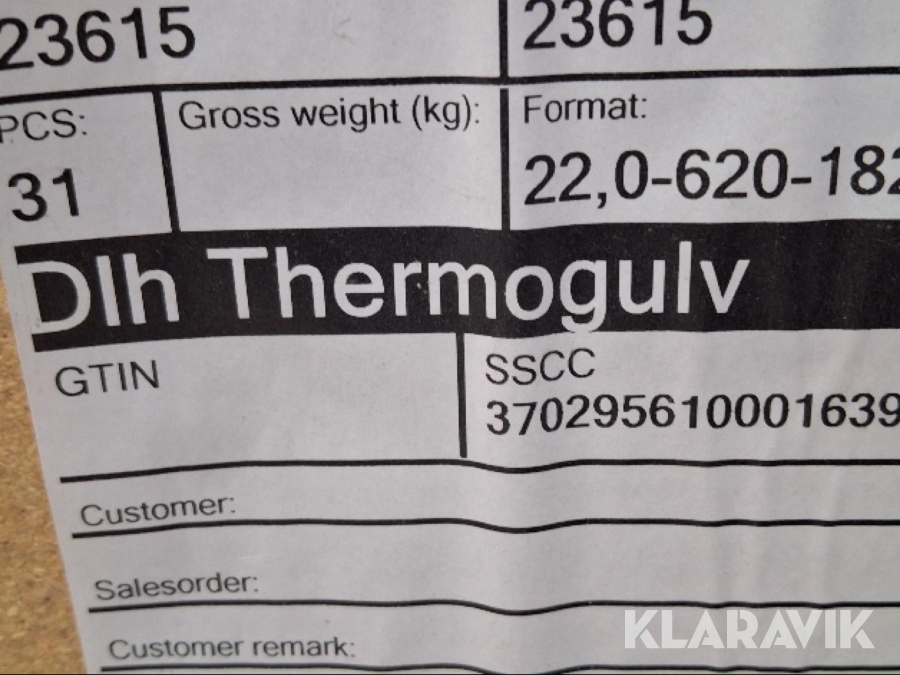 23615 23615
PCS: Gross weight (kg): Format:
31 22,0-620-182
Dlh Thermogulv
GTIN SSCC
370295610001639
Customer:
Salesorder:
Customer remark:
KLARAVIK